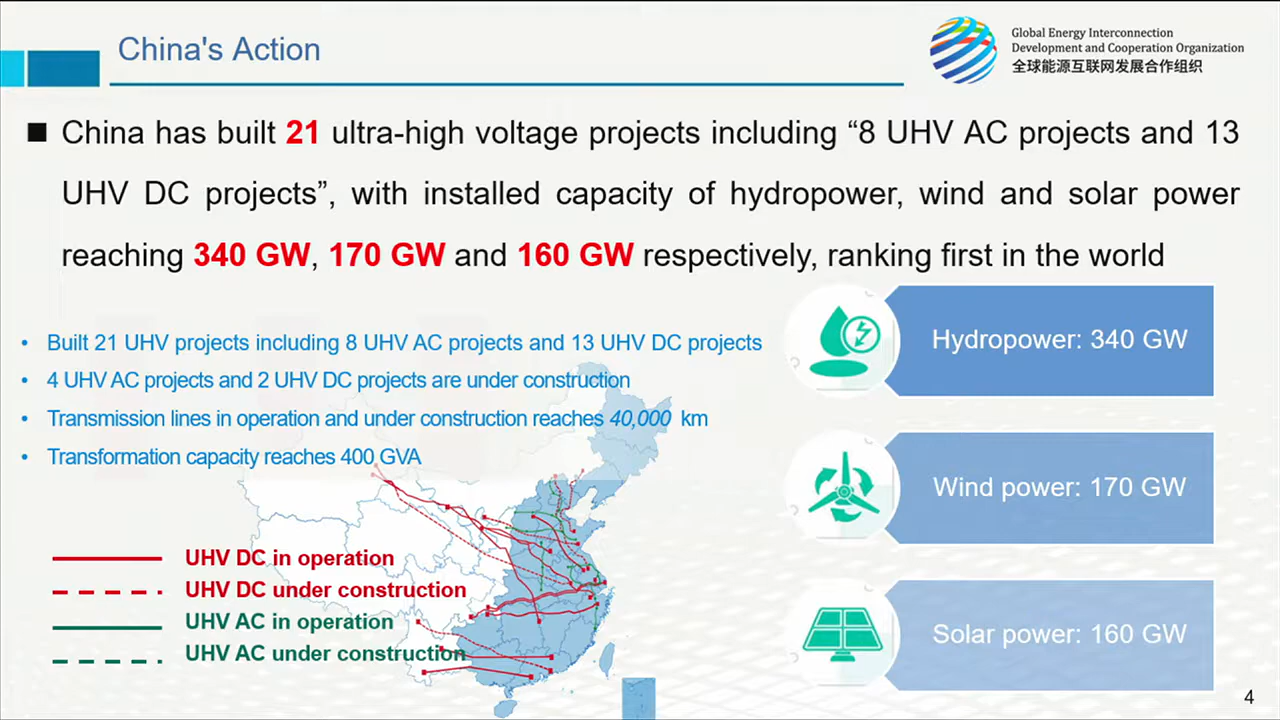 China's Action
Global Energy Interconnection
Development and Cooperation Organization
全球能源互联网发展合作组织
■ China has built 21 ultra-high voltage projects including “8 UHV AC projects and 13
UHV DC projects”, with installed capacity of hydropower, wind and solar power
reaching 340 GW, 170 GW and 160 GW respectively, ranking first in the world
• Built 21 UHV projects including 8 UHV AC projects and 13 UHV DC projects
• 4 UHV AC projects and 2 UHV DC projects are under construction
• Transmission lines in operation and under construction reaches 40,000 km
• Transformation capacity reaches 400 GVA
UHV DC in operation
UHV DC under construction
UHV AC in operation
UHV AC under construction
Hydropower: 340 GW
Wind power: 170 GW
Solar power: 160 GW
4